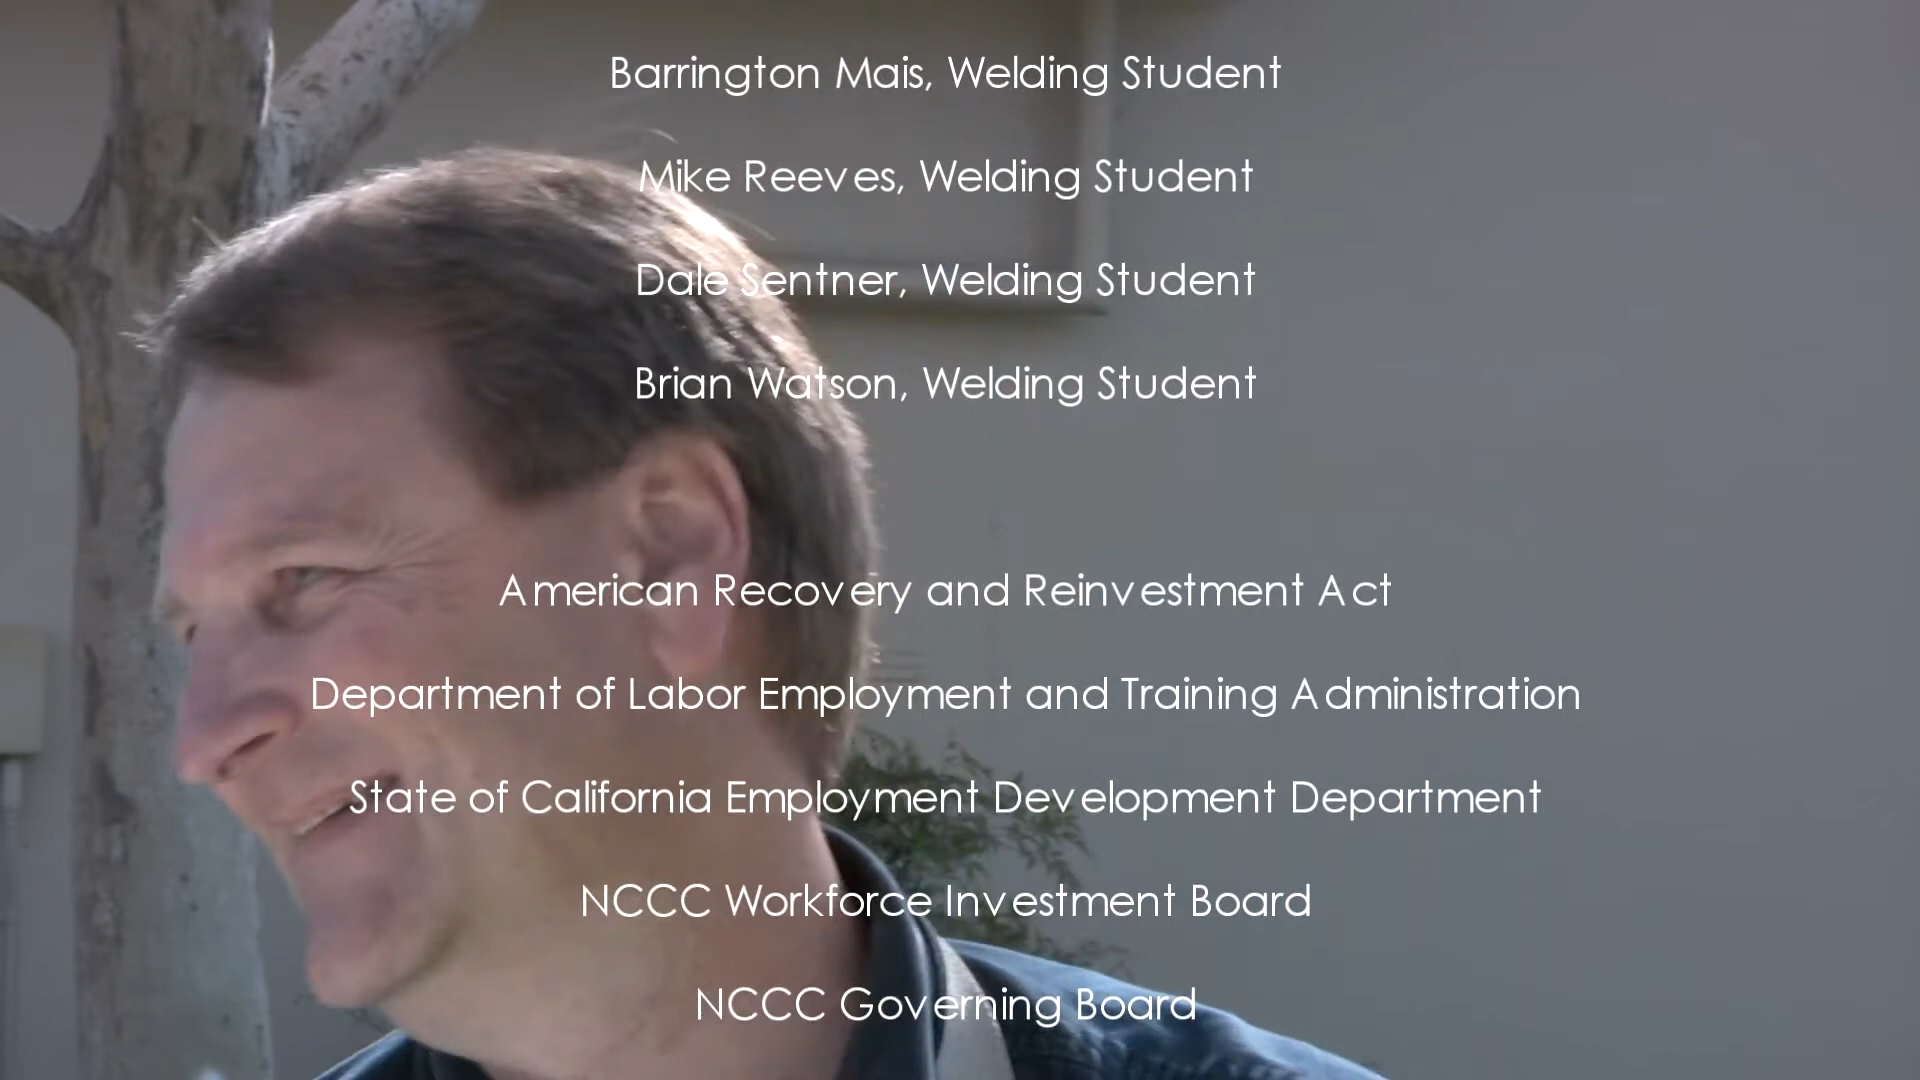 Barrington Mais, Welding Student
Mike Reeves, Welding Student
Dale Sentner, Welding Student
Brian Watson, Welding Student
American Recovery and Reinvestment Act
Department of Labor Employment and Training Administration
State of California Employment Development Department
NCCC Workforce Investment Board
NCCC Governing Board